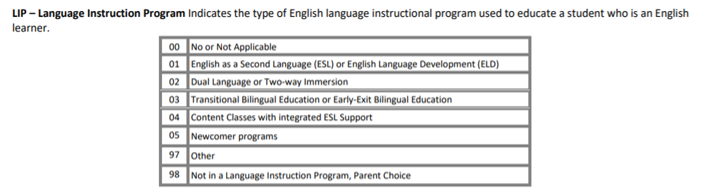 LIP – Language Instruction Program Indicates the type of English language instructional program used to educate a student who is an English
learner.
00 No or Not Applicable
01 English as a Second Language (ESL) or English Language Development (ELD)
02 Dual Language or Two-way Immersion
03 Transitional Bilingual Education or Early-Exit Bilingual Education
04 Content Classes with integrated ESL Support
05 Newcomer programs
97 Other
98 Not in a Language Instruction Program, Parent Choice